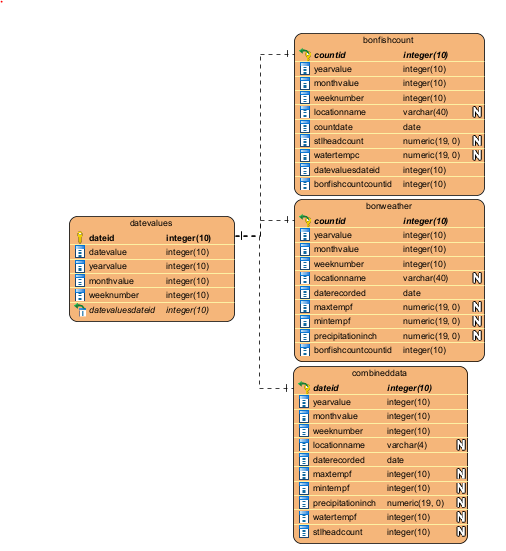 bonfishcount
countid integer(10)
yearvalue integer(10)
monthvalue integer(10)
weeknumber integer(10)
locationname varchar(40) N
countdate date
stlheadcount numeric(19, 0) N
watertempc numeric(19, 0) N
datevaluesdateid integer(10)
bonfishcountcountid integer(10)
bonweather
countid integer(10)
yearvalue integer(10)
monthvalue integer(10)
weeknumber integer(10)
locationname varchar(40) N
daterecorded date
maxtempf numeric(19, 0) N
mintempf numeric(19, 0) N
precipitationinch numeric(19, 0) N
bonfishcountcountid integer(10)
datevalues
dateid integer(10)
datevalue integer(10)
yearvalue integer(10)
monthvalue integer(10)
weeknumber integer(10)
datevaluesdateid integer(10)
combineddata
dateid integer(10)
yearvalue integer(10)
monthvalue integer(10)
weeknumber integer(10)
locationname varchar(4) N
daterecorded date
maxtempf integer(10) N
mintempf integer(10) N
precipitationinch numeric(19, 0) N
watertempf integer(10) N
stlheadcount integer(10) N